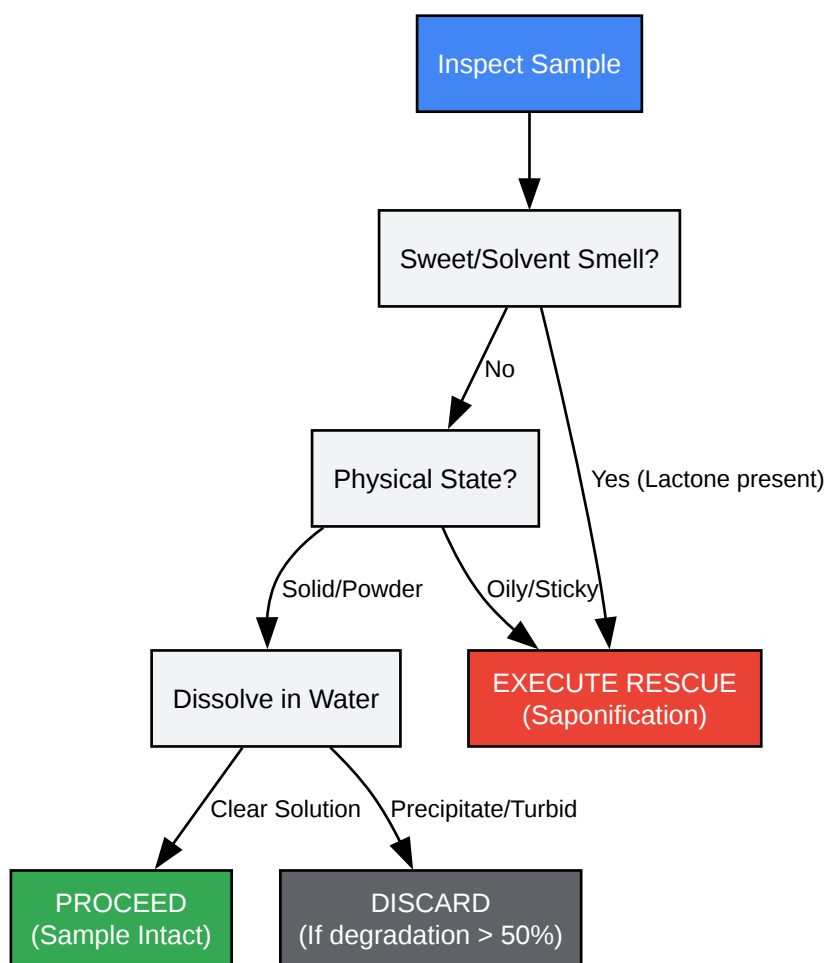 Inspect Sample
Sweet/Solvent Smell?
No
Yes (Lactone present)
Physical State?
Solid/Powder
Oily/Sticky
Dissolve in Water
EXECUTE RESCUE
(Saponification)
Clear Solution
Precipitate/Turbid
PROCEED
(Sample Intact)
DISCARD
(If degradation > 50%)